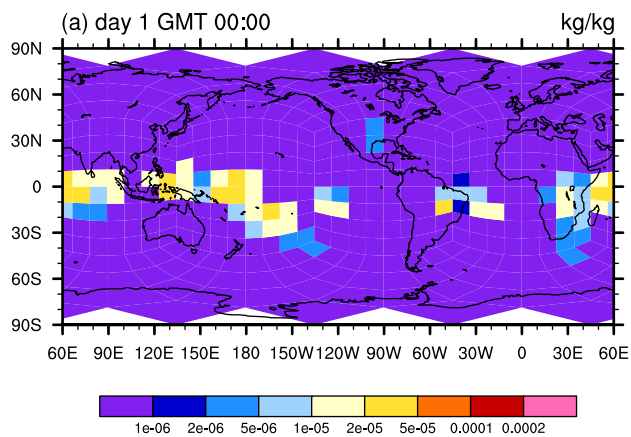 (a) day 1 GMT 00:00 kg/kg
90N
60N
30N
0
30S
60S
90S
60E 90E 120E 150E 180 150W 120W 90W 60W 30W 0 30E 60E
1e-06 2e-06 5e-06 1e-05 2e-05 5e-05 0.0001 0.0002